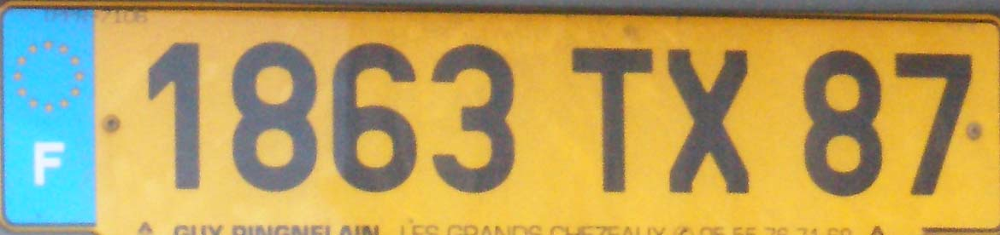 F
1863 TX 87
GUY PINGNELAIN LES GRANDS CHEZEAUX